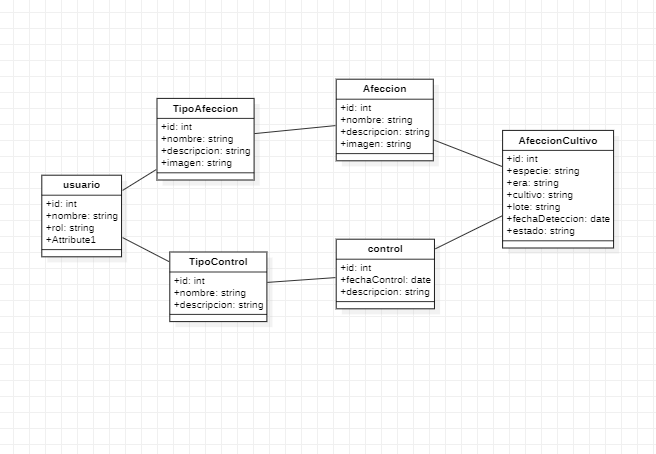 usuario
+id: int
+nombre: string
+rol: string
+Attribute1
TipoAfeccion
+id: int
+nombre: string
+descripcion: string
+imagen: string
TipoControl
+id: int
+nombre: string
+descripcion: string
Afeccion
+id: int
+nombre: string
+descripcion: string
+imagen: string
control
+id: int
+fechaControl: date
+descripcion: string
AfeccionCultivo
+id: int
+especie: string
+era: string
+cultivo: string
+lote: string
+fechaDeteccion: date
+estado: string